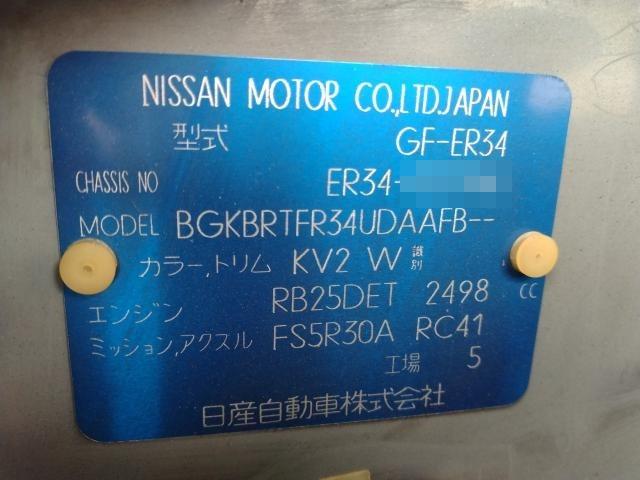 NISSAN MOTOR CO.,LTD.JAPAN
型式 GF-ER34
CHASSIS NO ER34-
MODEL BGKBRTFR34UDAAFB--
カラー,トリム KV2 W 識別
エンジン RB25DET 2498 CC
ミッション,アクスル FS5R30A RC41
工場 5
日産自動車株式会社